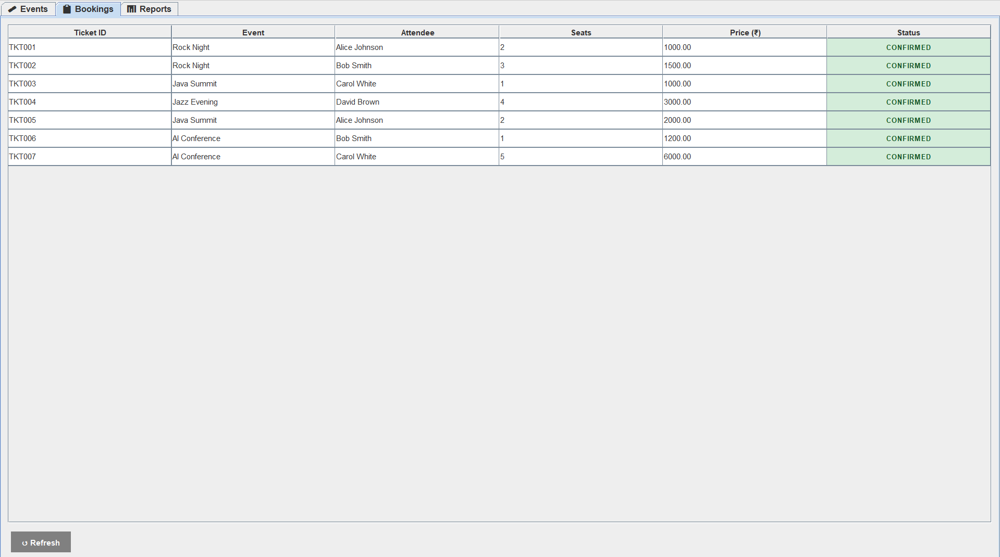 Events Bookings Reports
Ticket ID Event Attendee Seats Price (₹) Status
TKT001 Rock Night Alice Johnson 2 1000.00 CONFIRMED
TKT002 Rock Night Bob Smith 3 1500.00 CONFIRMED
TKT003 Java Summit Carol White 1 1000.00 CONFIRMED
TKT004 Jazz Evening David Brown 4 3000.00 CONFIRMED
TKT005 Java Summit Alice Johnson 2 2000.00 CONFIRMED
TKT006 AI Conference Bob Smith 1 1200.00 CONFIRMED
TKT007 AI Conference Carol White 5 6000.00 CONFIRMED
↺ Refresh